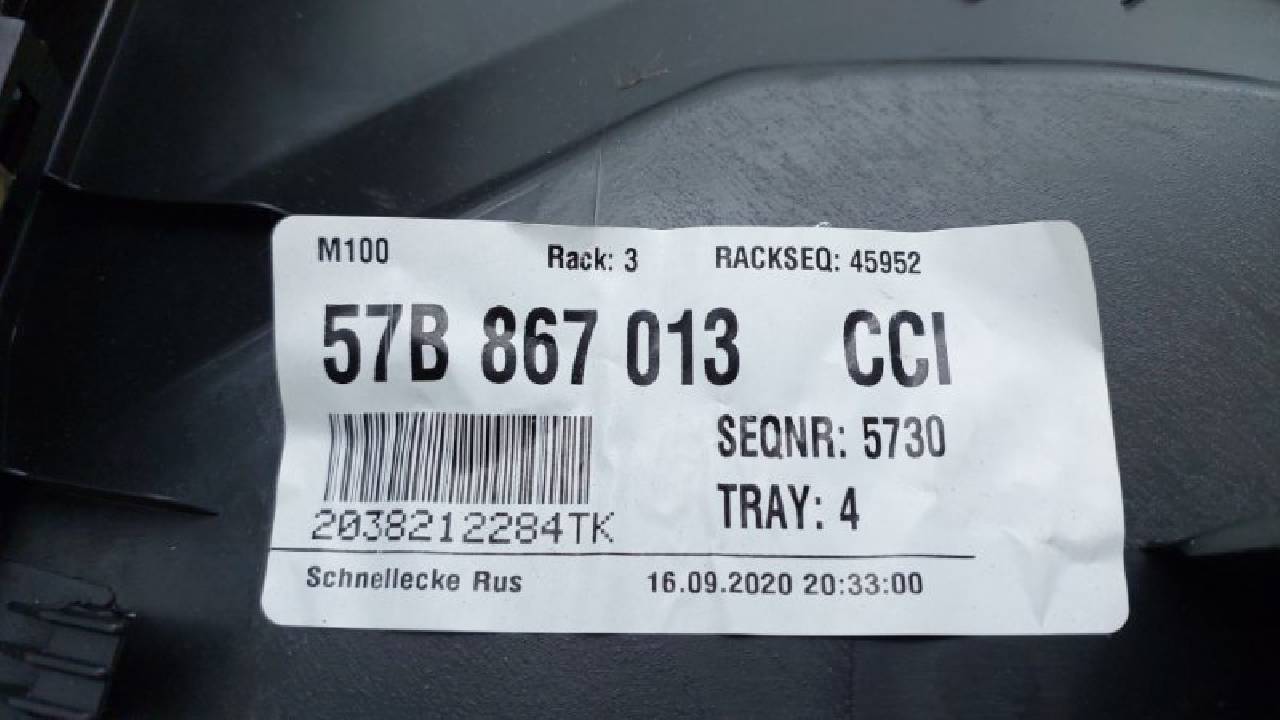 M100 Rack: 3 RACKSEQ: 45952
57B 867 013 CCI
SEQNR: 5730
TRAY: 4
2038212284TK
Schnellecke Rus 16.09.2020 20:33:00